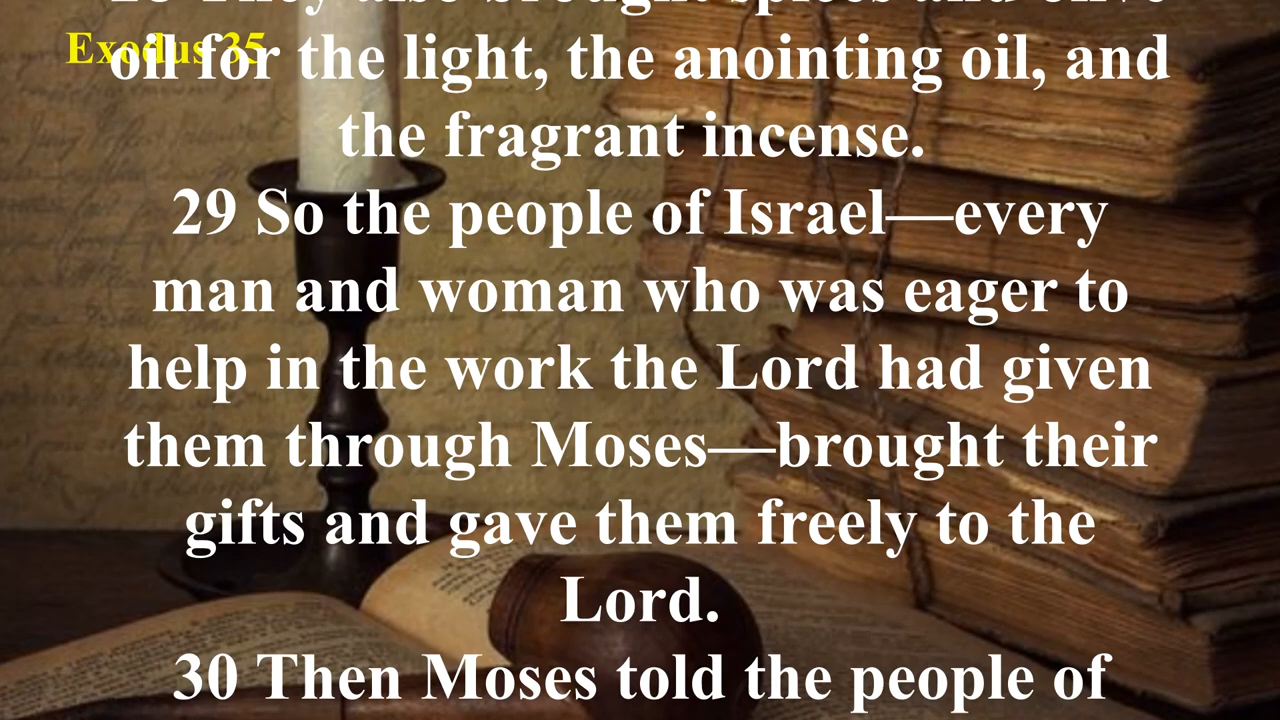 28 They also brought spices and olive
Exodus 35
oil for the light, the anointing oil, and
the fragrant incense.
29 So the people of Israel—every
man and woman who was eager to
help in the work the Lord had given
them through Moses—brought their
gifts and gave them freely to the
Lord.
30 Then Moses told the people of